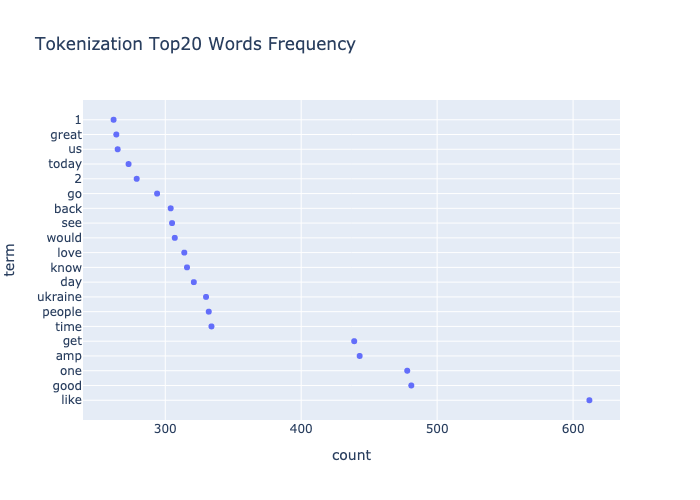 Tokenization Top20 Words Frequency
term
1
great
us
today
2
go
back
see
would
love
know
day
ukraine
people
time
get
amp
one
good
like
300 400 500 600
count